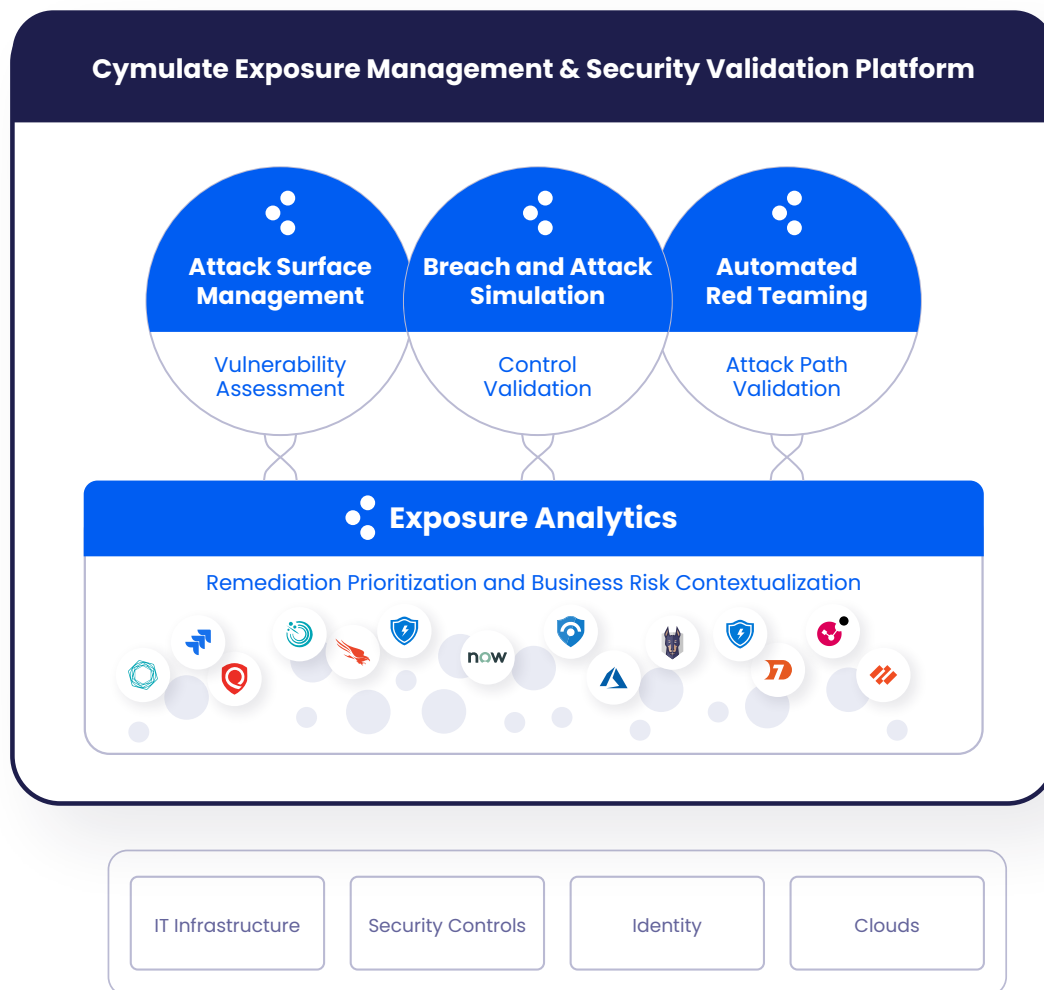 Cymulate Exposure Management & Security Validation Platform
Attack Surface
Management
Vulnerability
Assessment
Breach and Attack
Simulation
Control
Validation
Automated
Red Teaming
Attack Path
Validation
Exposure Analytics
Remediation Prioritization and Business Risk Contextualization
now
IT Infrastructure
Security Controls
Identity
Clouds